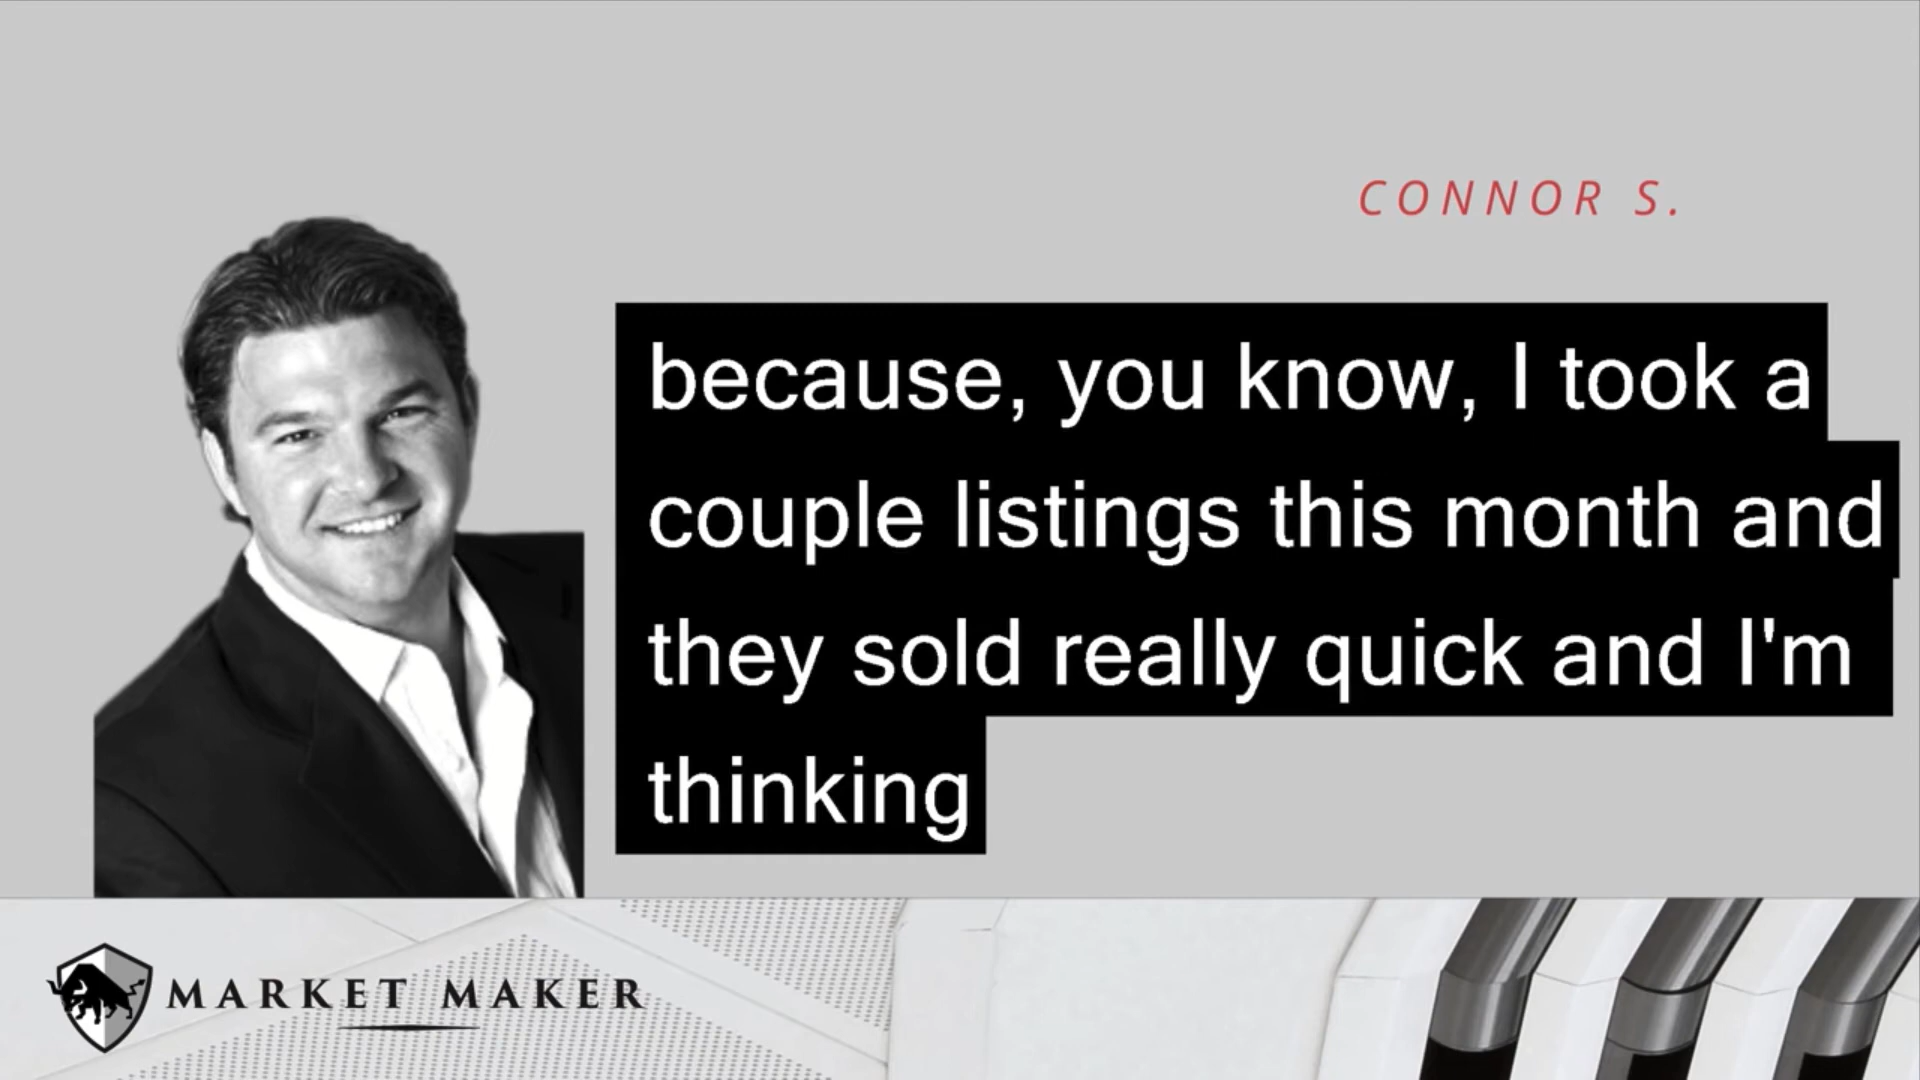 CONNOR S.
because, you know, I took a
couple listings this month and
they sold really quick and I'm
thinking
MARKET MAKER